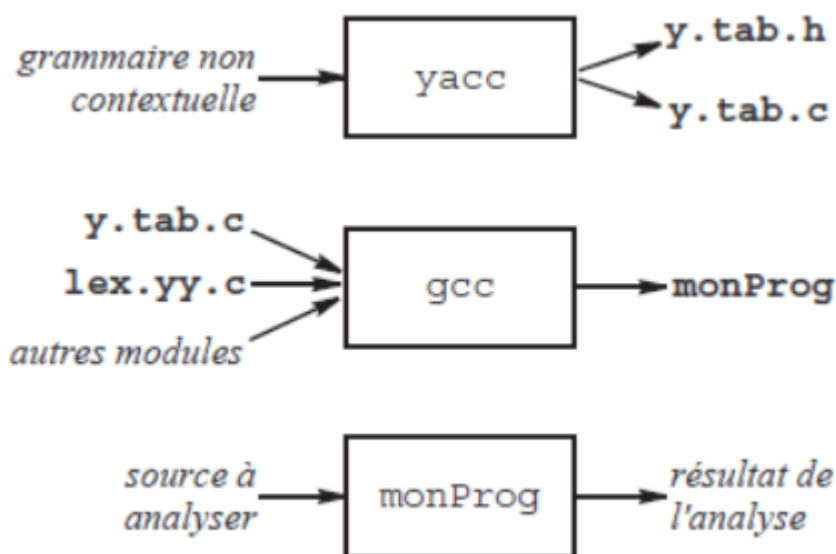 grammaire non
contextuelle
yacc
y.tab.h
y.tab.c
y.tab.c
lex.yy.c
autres modules
gcc
monProg
source à
analyser
monProg
résultat de
l'analyse